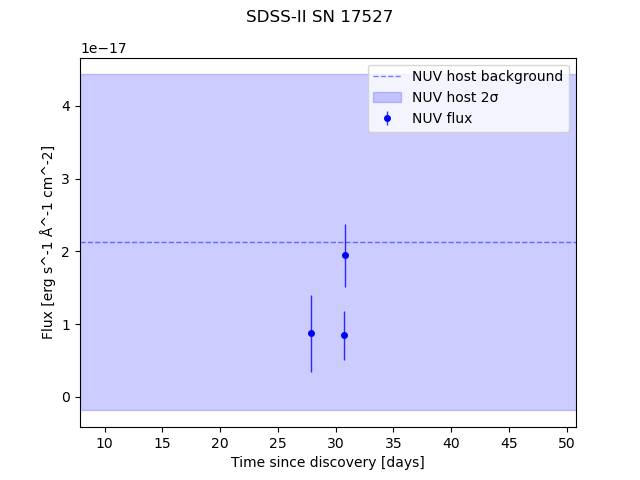 SDSS-II SN 17527
1e−17
NUV host background
NUV host 2σ
NUV flux
4
3
2
1
0
Flux [erg s^-1 Å^-1 cm^-2]
10 15 20 25 30 35 40 45 50
Time since discovery [days]